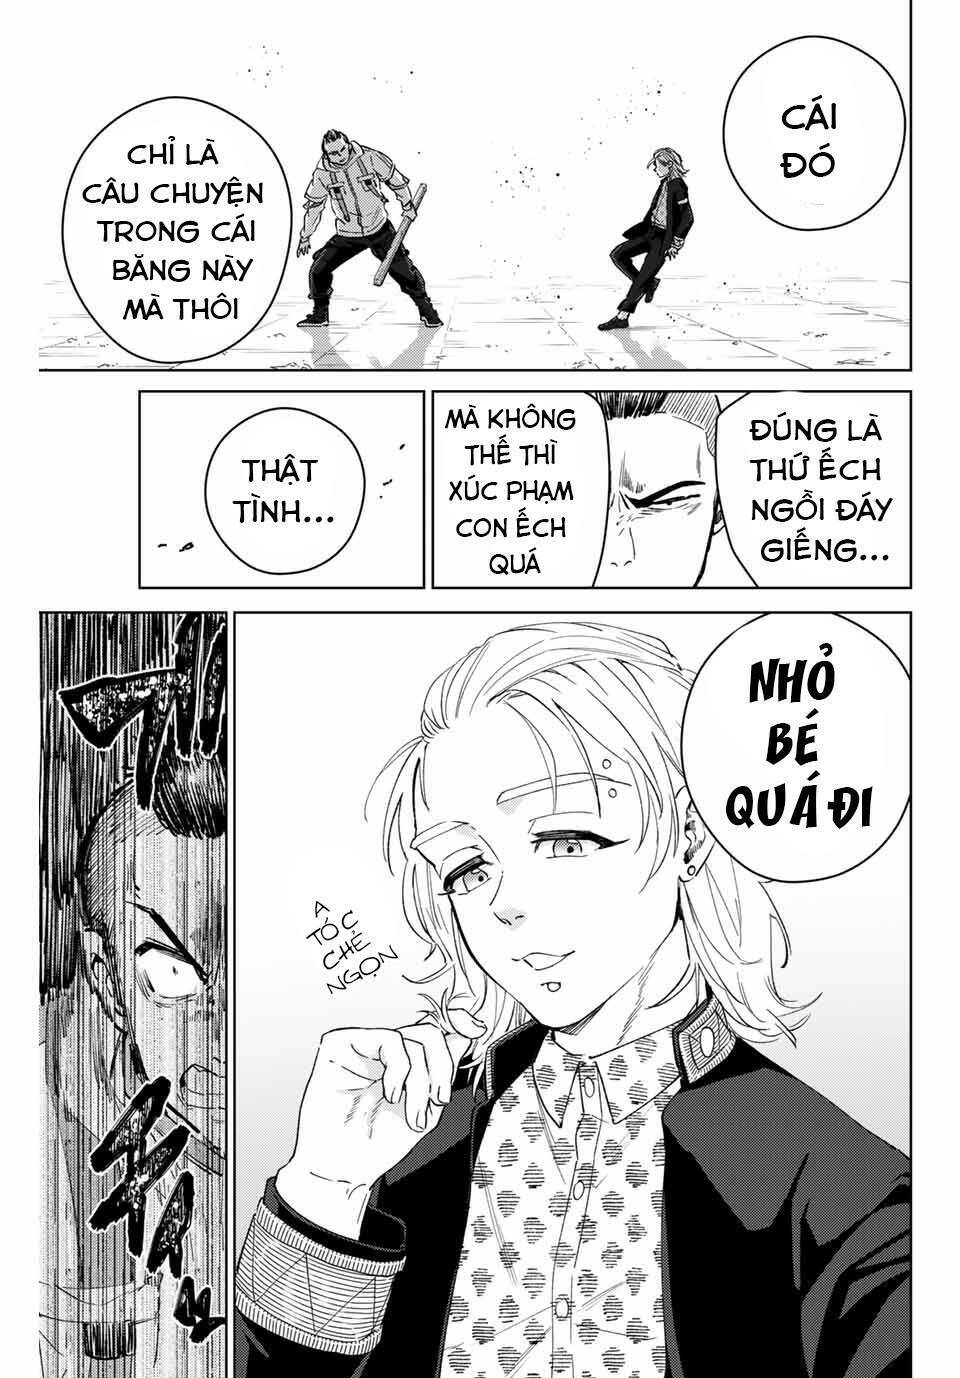 CÁI
ĐÓ
CHỈ LÀ
CÂU CHUYỆN
TRONG CÁI
BĂNG NÀY
MÀ THÔI
ĐÚNG LÀ
THỨ ẾCH
NGỒI ĐÁY
GIẾNG...
MÀ KHÔNG
THẾ THÌ
XÚC PHẠM
CON ẾCH
QUÁ
THẬT
TÌNH...
NHỎ
BÉ
QUÁ ĐI
A
TÓC
CHẺ
NGỌN